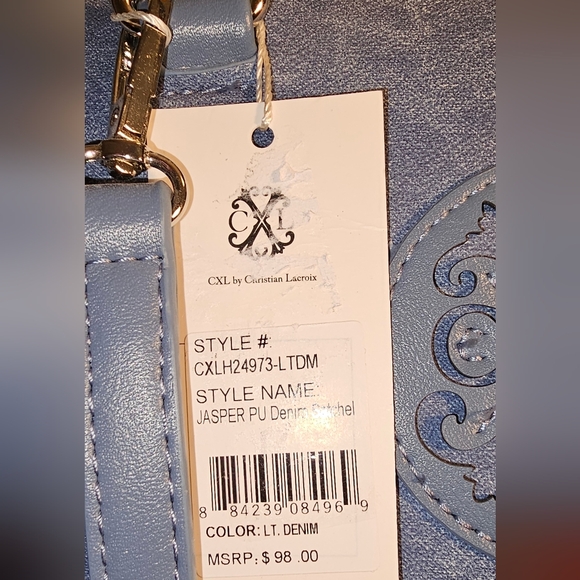 CXL
CXL by Christian Lacroix
STYLE #:
CXLH24973-LTDM
STYLE NAME:
JASPER PU Denim Satchel
8 84239 08496 9
COLOR: LT. DENIM
MSRP: $ 98 .00